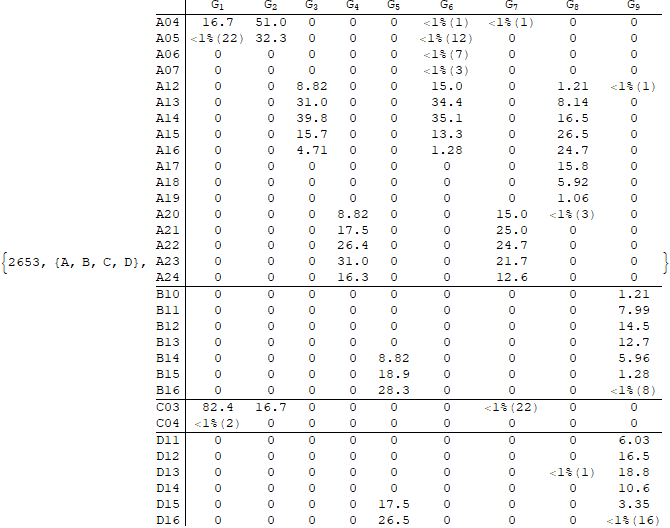 G1 G2 G3 G4 G5 G6 G7 G8 G9
A04 16.7 51.0 0 0 0 <1%(1) <1%(1) 0 0
A05 <1%(22) 32.3 0 0 0 <1%(12) 0 0 0
A06 0 0 0 0 0 <1%(7) 0 0 0
A07 0 0 0 0 0 <1%(3) 0 0 0
A12 0 0 8.82 0 0 15.0 0 1.21 <1%(1)
A13 0 0 31.0 0 0 34.4 0 8.14 0
A14 0 0 39.8 0 0 35.1 0 16.5 0
A15 0 0 15.7 0 0 13.3 0 26.5 0
A16 0 0 4.71 0 0 1.28 0 24.7 0
A17 0 0 0 0 0 0 0 15.8 0
A18 0 0 0 0 0 0 0 5.92 0
A19 0 0 0 0 0 0 0 1.06 0
A20 0 0 0 8.82 0 0 15.0 <1%(3) 0
A21 0 0 0 17.5 0 0 25.0 0 0
A22 0 0 0 26.4 0 0 24.7 0 0
{2653, {A, B, C, D}, A23 0 0 0 31.0 0 0 21.7 0 0 }
A24 0 0 0 16.3 0 0 12.6 0 0
B10 0 0 0 0 0 0 0 0 1.21
B11 0 0 0 0 0 0 0 0 7.99
B12 0 0 0 0 0 0 0 0 14.5
B13 0 0 0 0 0 0 0 0 12.7
B14 0 0 0 0 8.82 0 0 0 5.96
B15 0 0 0 0 18.9 0 0 0 1.28
B16 0 0 0 0 28.3 0 0 0 <1%(8)
C03 82.4 16.7 0 0 0 0 <1%(22) 0 0
C04 <1%(2) 0 0 0 0 0 0 0 0
D11 0 0 0 0 0 0 0 0 6.03
D12 0 0 0 0 0 0 0 0 16.5
D13 0 0 0 0 0 0 0 <1%(1) 18.8
D14 0 0 0 0 0 0 0 0 10.6
D15 0 0 0 0 17.5 0 0 0 3.35
D16 0 0 0 0 26.5 0 0 0 <1%(16)